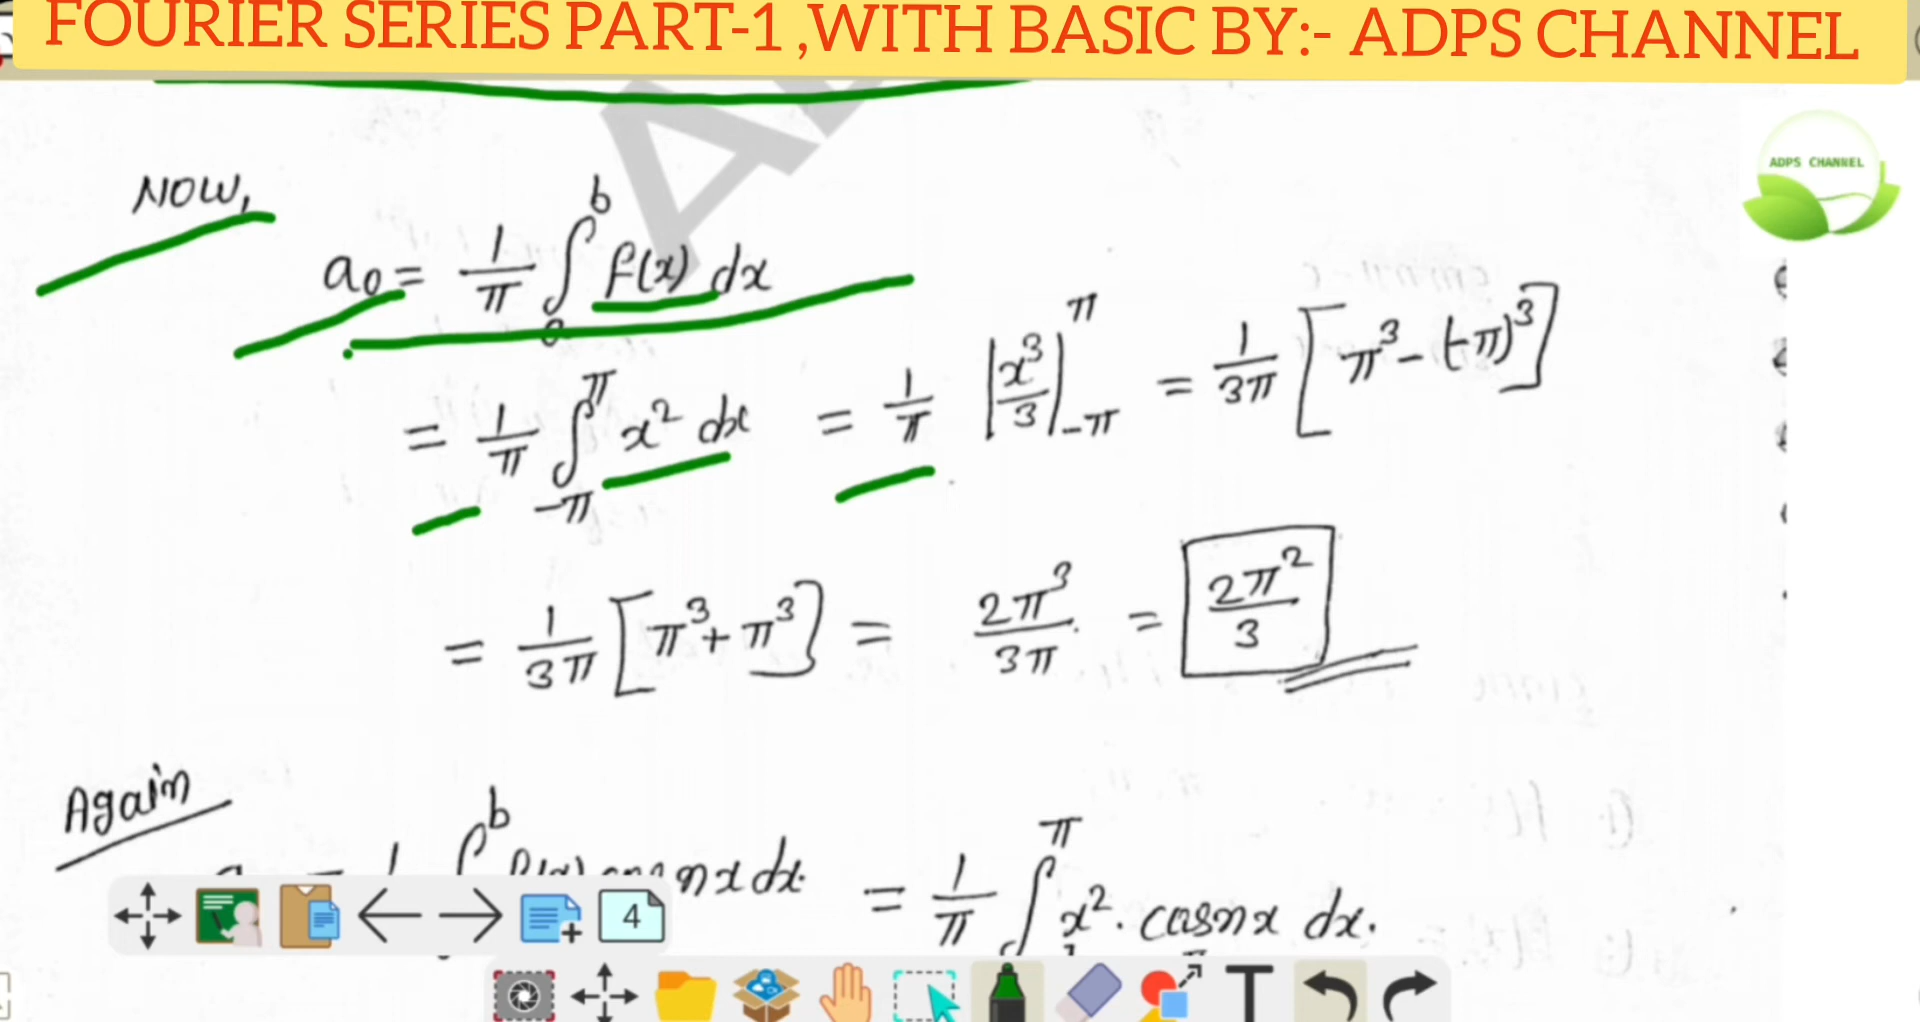 FOURIER SERIES PART-1 ,WITH BASIC BY:- ADPS CHANNEL
ADPS CHANNEL
NOW,
a₀ = 1/π ∫ᵇ f(x) dx
= 1/π ∫_{-π}^{π} x² dx = 1/π |x³/3|_{-π}^{π} = 1/3π [π³ - (-π)³]
= 1/3π [π³ + π³] = 2π³/3π = 2π²/3
Again
nx dx. = 1/π ∫^{π} x². cosnx dx.
4